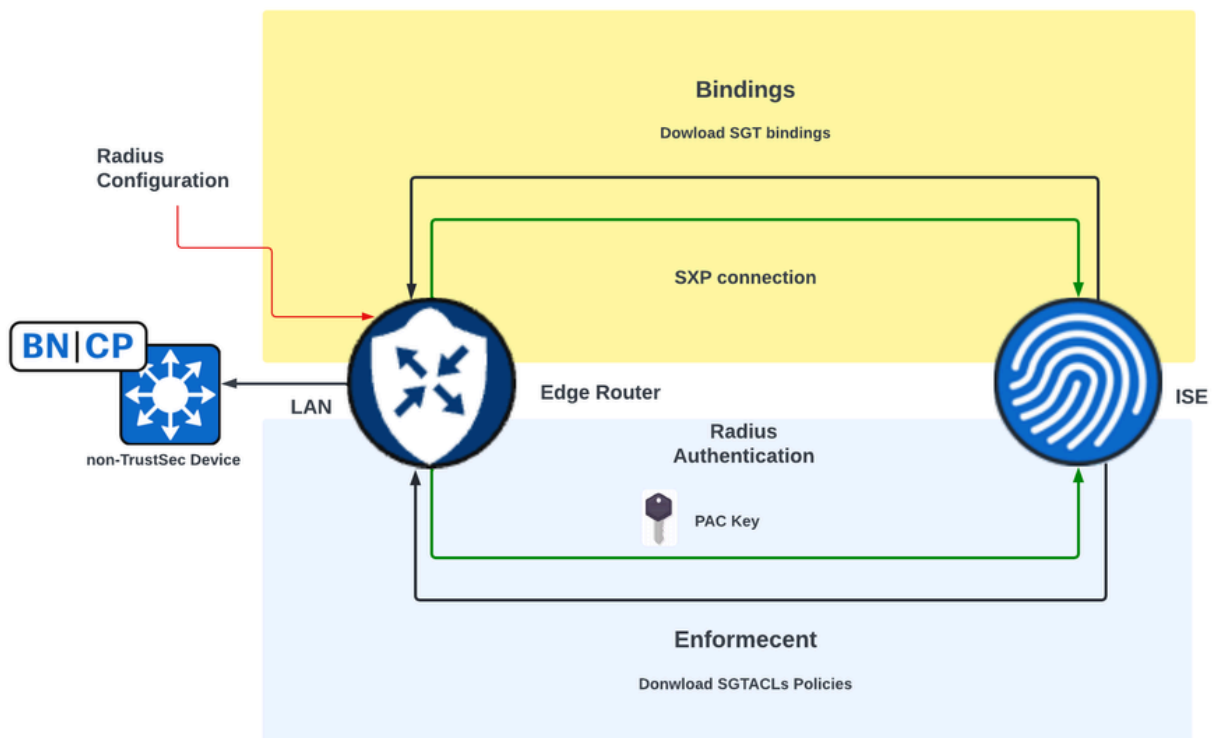 Bindings
Dowload SGT bindings
Radius
Configuration
SXP connection
BN|CP
Edge Router
ISE
LAN
non-TrustSec Device
Radius
Authentication
PAC Key
Enformecent
Donwload SGTACLs Policies